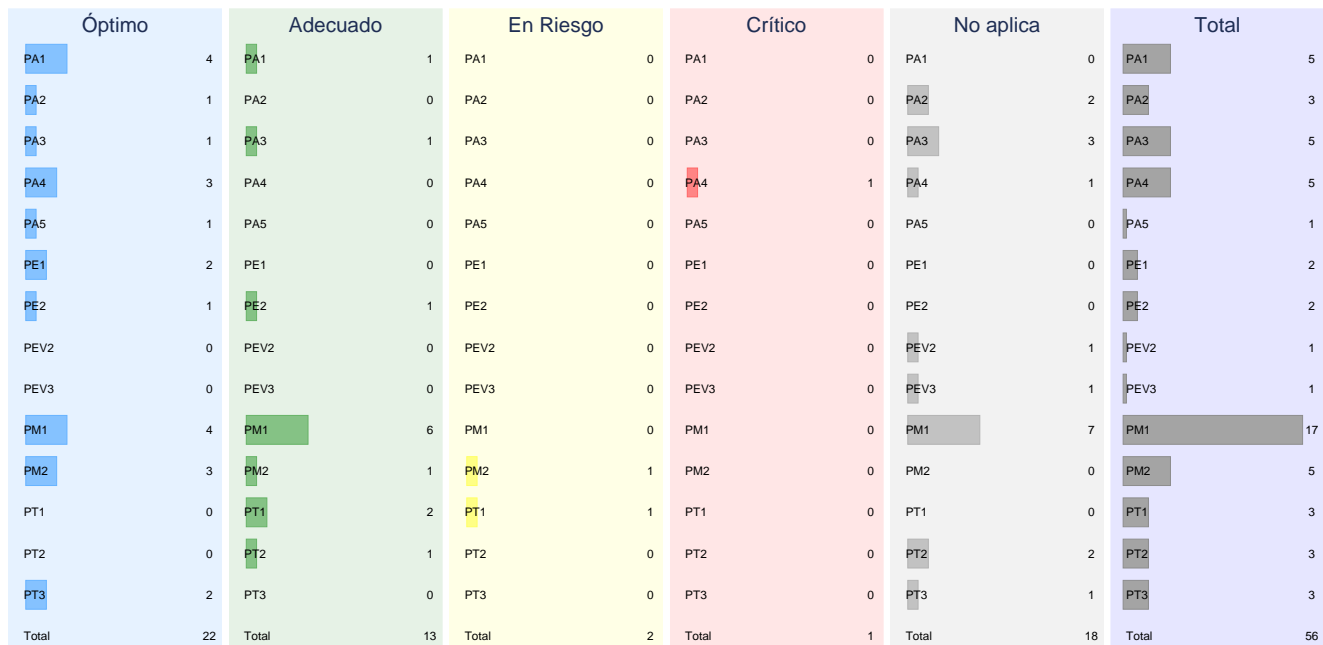 Óptimo Adecuado En Riesgo Crítico No aplica Total
PA1 4 PA1 1 PA1 0 PA1 0 PA1 0 PA1 5
PA2 1 PA2 0 PA2 0 PA2 0 PA2 2 PA2 3
PA3 1 PA3 1 PA3 0 PA3 0 PA3 3 PA3 5
PA4 3 PA4 0 PA4 0 PA4 1 PA4 1 PA4 5
PA5 1 PA5 0 PA5 0 PA5 0 PA5 0 PA5 1
PE1 2 PE1 0 PE1 0 PE1 0 PE1 0 PE1 2
PE2 1 PE2 1 PE2 0 PE2 0 PE2 0 PE2 2
PEV2 0 PEV2 0 PEV2 0 PEV2 0 PEV2 1 PEV2 1
PEV3 0 PEV3 0 PEV3 0 PEV3 0 PEV3 1 PEV3 1
PM1 4 PM1 6 PM1 0 PM1 0 PM1 7 PM1 17
PM2 3 PM2 1 PM2 1 PM2 0 PM2 0 PM2 5
PT1 0 PT1 2 PT1 1 PT1 0 PT1 0 PT1 3
PT2 0 PT2 1 PT2 0 PT2 0 PT2 2 PT2 3
PT3 2 PT3 0 PT3 0 PT3 0 PT3 1 PT3 3
Total 22 Total 13 Total 2 Total 1 Total 18 Total 56